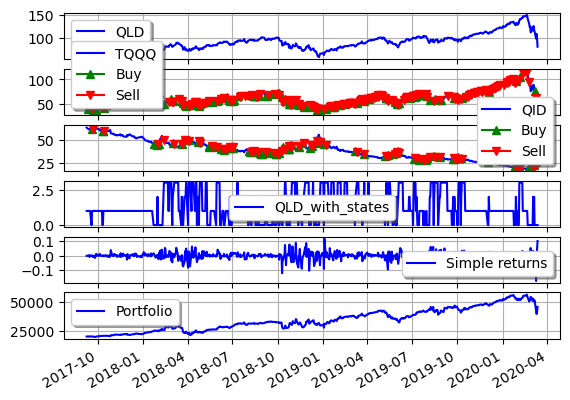 150
100
QLD
TQQQ
Buy
Sell
100
50
QID
Buy
Sell
50
25
2.5
0.0
QLD_with_states
0.1
0.0
−0.1
Simple returns
50000
25000
Portfolio
2017-10
2018-01
2018-04
2018-07
2018-10
2019-01
2019-04
2019-07
2019-10
2020-01
2020-04